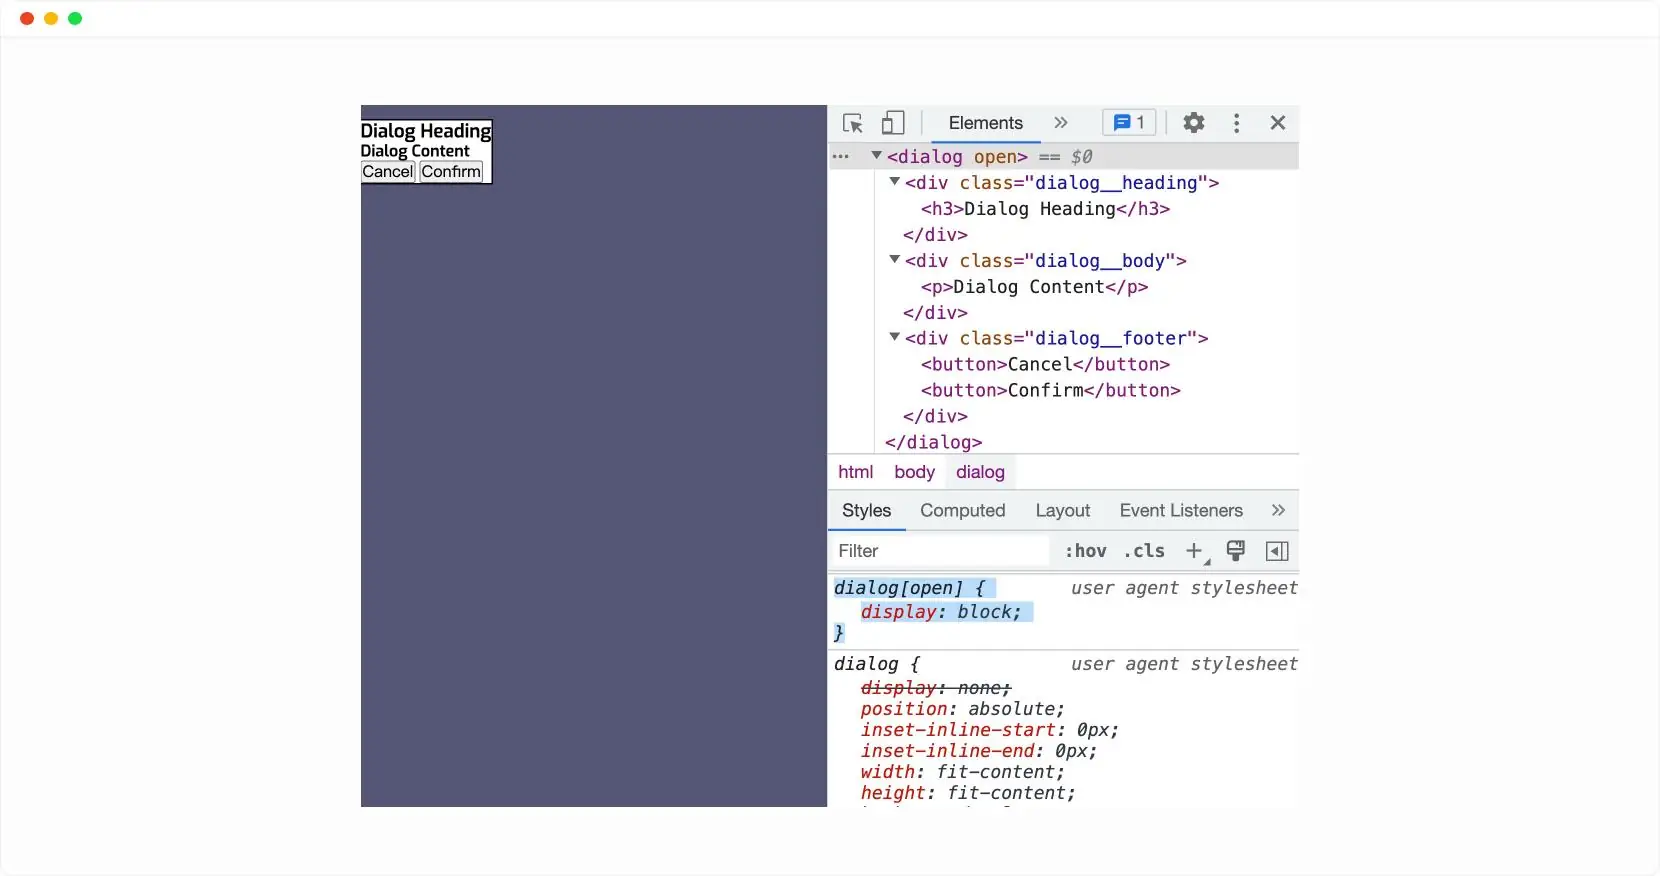 Dialog Heading
Dialog Content
Cancel Confirm
Elements » 1
<dialog open> == $0
<div class="dialog__heading">
<h3>Dialog Heading</h3>
</div>
<div class="dialog__body">
<p>Dialog Content</p>
</div>
<div class="dialog__footer">
<button>Cancel</button>
<button>Confirm</button>
</div>
</dialog>
html body dialog
Styles Computed Layout Event Listeners »
Filter :hov .cls +
dialog[open] { user agent stylesheet
display: block;
}
dialog { user agent stylesheet
display: none;
position: absolute;
inset-inline-start: 0px;
inset-inline-end: 0px;
width: fit-content;
height: fit-content;